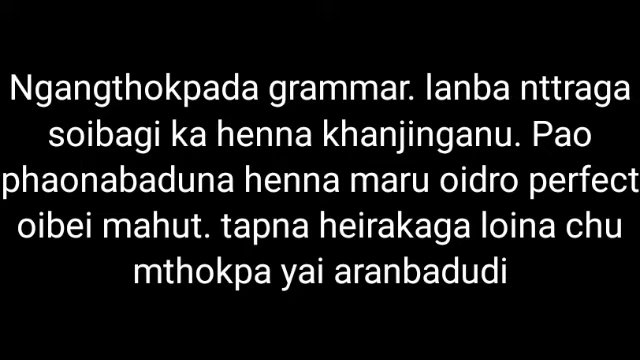 Ngangthokpada grammar. lanba nttraga
soibagi ka henna khanjinganu. Pao
phaonabaduna henna maru oidro perfect
oibei mahut. tapna heirakaga loina chu
mthokpa yai aranbadudi